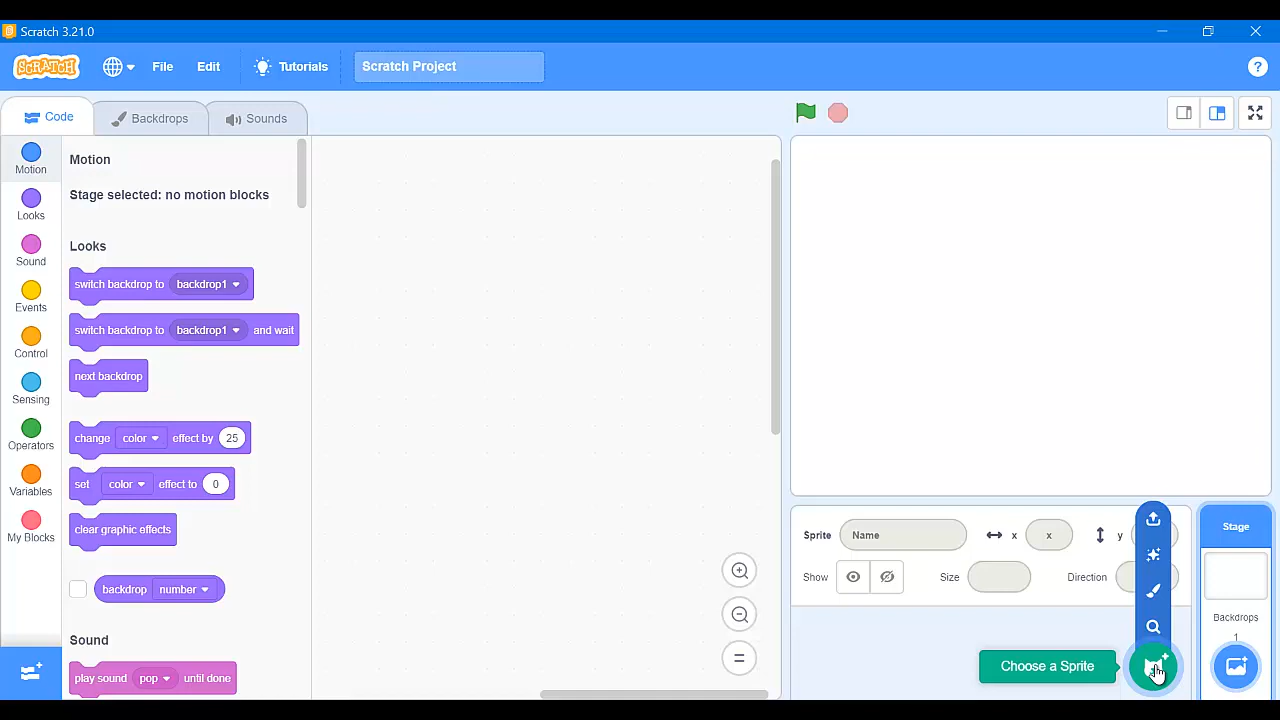 Scratch 3.21.0
SCRATCH
File
Edit
Tutorials
Scratch Project
?
Code
Backdrops
Sounds
Motion
Looks
Sound
Events
Control
Sensing
Operators
Variables
My Blocks
Motion
Stage selected: no motion blocks
Looks
switch backdrop to backdrop1
switch backdrop to backdrop1 and wait
next backdrop
change color effect by 25
set color effect to 0
clear graphic effects
backdrop number
Sound
play sound pop until done
Sprite Name x x y
Show Size Direction
Choose a Sprite
Stage
Backdrops
1